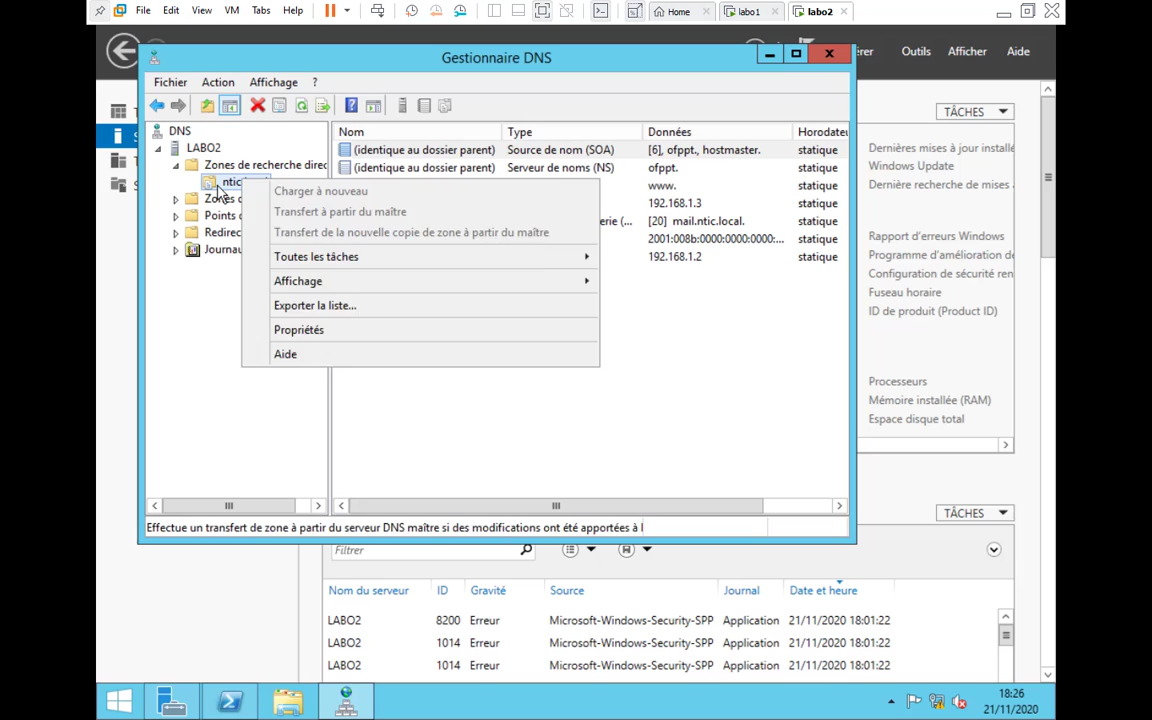 File Edit View VM Tabs Help Home labo1 labo2
Outils Afficher Aide
Gestionnaire DNS
Fichier Action Affichage ?
DNS
LABO2
Zones de recherche direc
Nom Type Données Horodateu
(identique au dossier parent) Source de nom (SOA) [6], ofppt., hostmaster. statique
(identique au dossier parent) Serveur de noms (NS) ofppt. statique
www. statique
192.168.1.3 statique
[20] mail.ntic.local. statique
2001:008b:0000:0000:0000:... statique
192.168.1.2 statique
Points
Redirec
Journau
Charger à nouveau
Transfert à partir du maître
Transfert de la nouvelle copie de zone à partir du maître
Toutes les tâches
Affichage
Exporter la liste...
Propriétés
Aide
Effectue un transfert de zone à partir du serveur DNS maître si des modifications ont été apportées à l
TÂCHES
Dernières mises à jour install
Windows Update
Dernière recherche de mises
Rapport d'erreurs Windows
Programme d'amélioration de
Configuration de sécurité ren
Fuseau horaire
ID de produit (Product ID)
Processeurs
Mémoire installée (RAM)
Espace disque total
TÂCHES
Filtrer
Nom du serveur ID Gravité Source Journal Date et heure
LABO2 8200 Erreur Microsoft-Windows-Security-SPP Application 21/11/2020 18:01:22
LABO2 1014 Erreur Microsoft-Windows-Security-SPP Application 21/11/2020 18:01:22
LABO2 1014 Erreur Microsoft-Windows-Security-SPP Application 21/11/2020 18:01:22
18:26
21/11/2020